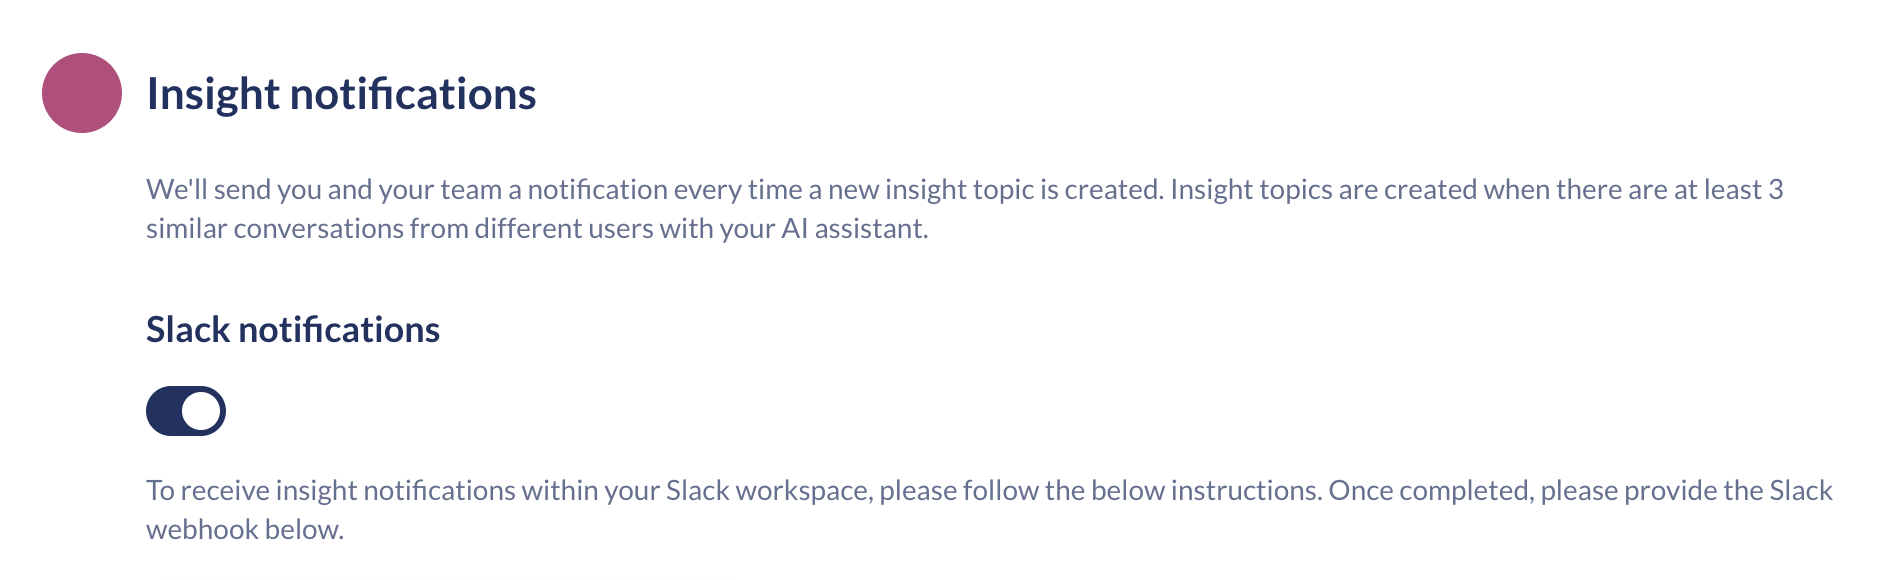 Insight notifications
We'll send you and your team a notification every time a new insight topic is created. Insight topics are created when there are at least 3
similar conversations from different users with your AI assistant.
Slack notifications
To receive insight notifications within your Slack workspace, please follow the below instructions. Once completed, please provide the Slack
webhook below.